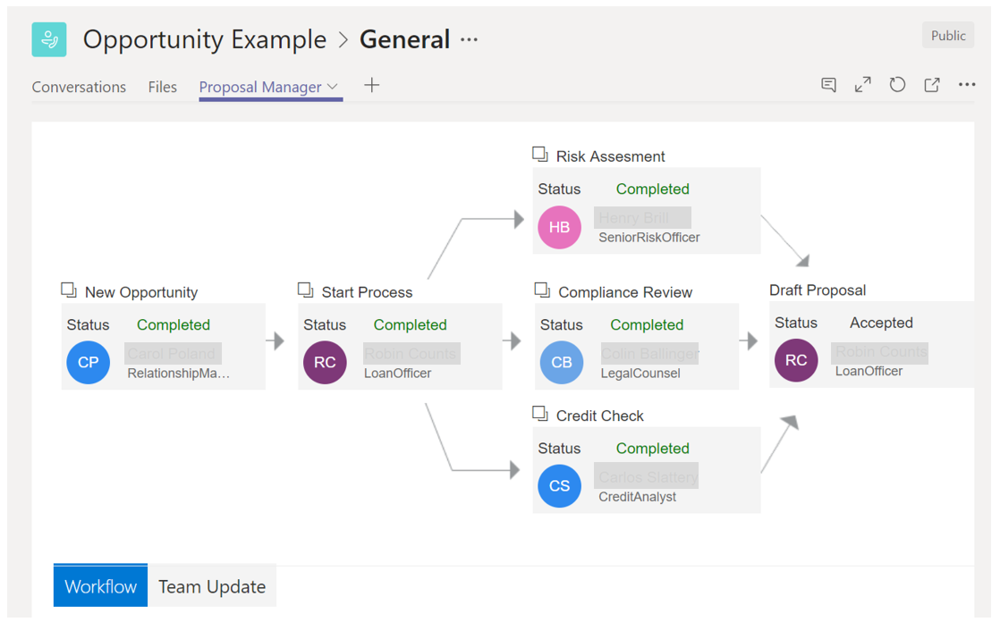 Opportunity Example > General ...
Public
Conversations Files Proposal Manager
Risk Assesment
Status Completed
HB Henry Brill
SeniorRiskOfficer
New Opportunity
Status Completed
CP Carol Poland
RelationshipMa...
Start Process
Status Completed
RC Robin Counts
LoanOfficer
Compliance Review
Status Completed
CB Colin Ballinger
LegalCounsel
Draft Proposal
Status Accepted
RC Robin Counts
LoanOfficer
Credit Check
Status Completed
CS Carlos Slattery
CreditAnalyst
Workflow Team Update